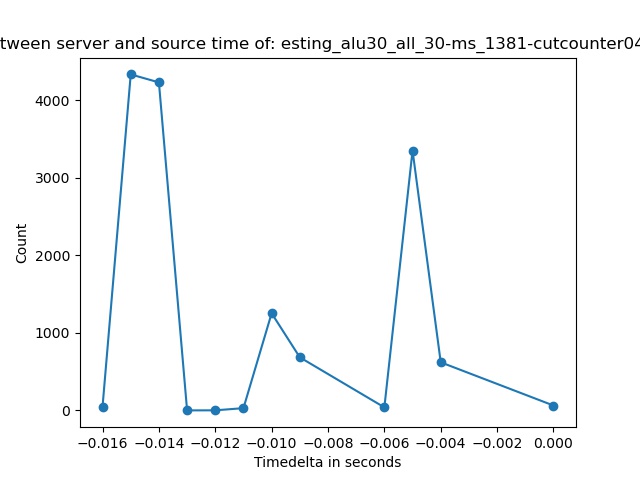 tween server and source time of: esting_alu30_all_30-ms_1381-cutcounter04
4000
3000
2000
1000
0
Count
−0.016 −0.014 −0.012 −0.010 −0.008 −0.006 −0.004 −0.002 0.000
Timedelta in seconds